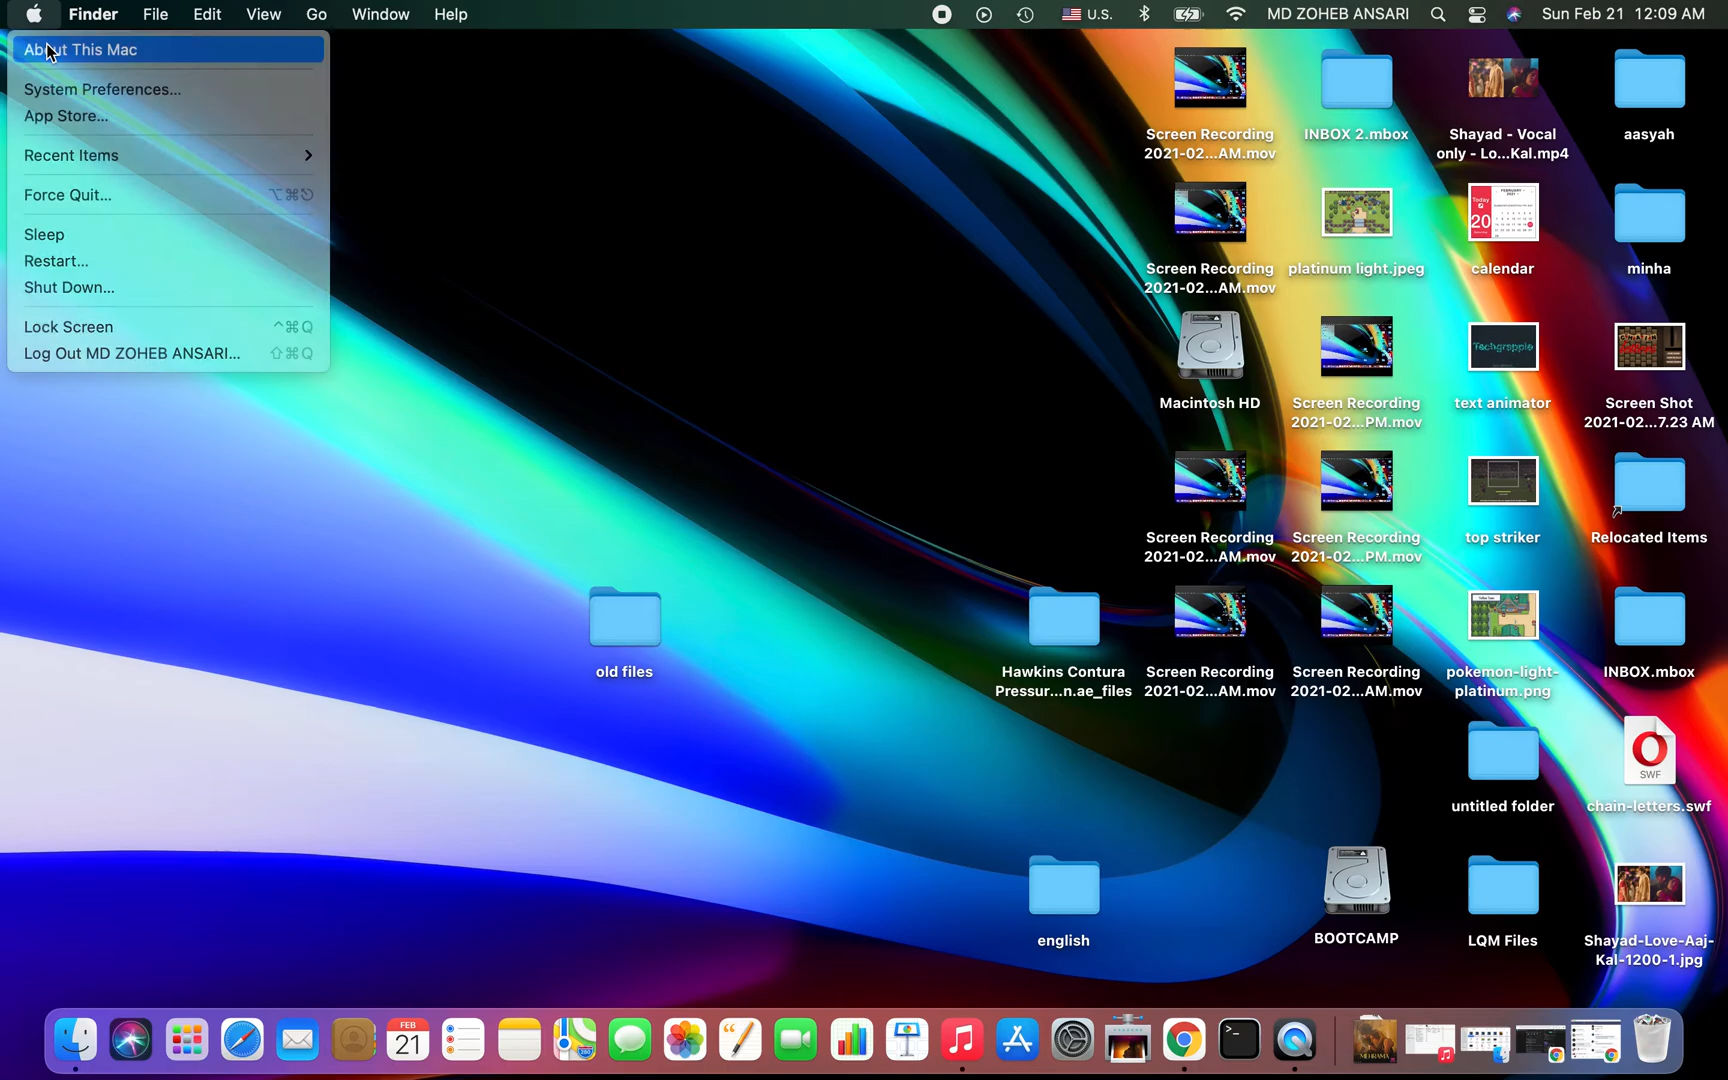 Finder File Edit View Go Window Help U.S. MD ZOHEB ANSARI Sun Feb 21 12:09 AM
About This Mac
System Preferences...
App Store...
Recent Items
Force Quit... ⌥⌘⎋
Sleep
Restart...
Shut Down...
Lock Screen ^⌘Q
Log Out MD ZOHEB ANSARI... ⇧⌘Q
Screen Recording
2021-02...AM.mov
INBOX 2.mbox
Shayad - Vocal
only - Lo...Kal.mp4
aasyah
Screen Recording
2021-02...AM.mov
platinum light.jpeg
Today
20
calendar
minha
Macintosh HD
Screen Recording
2021-02...PM.mov
Techgrapple
text animator
Screen Shot
2021-02...7.23 AM
Screen Recording
2021-02...AM.mov
Screen Recording
2021-02...PM.mov
top striker
Relocated Items
old files
Hawkins Contura
Pressur...n.ae_files
Screen Recording
2021-02...AM.mov
Screen Recording
2021-02...AM.mov
pokemon-light-
platinum.png
INBOX.mbox
untitled folder
SWF
chain-letters.swf
english
BOOTCAMP
LQM Files
Shayad-Love-Aaj-
Kal-1200-1.jpg
FEB
21
280